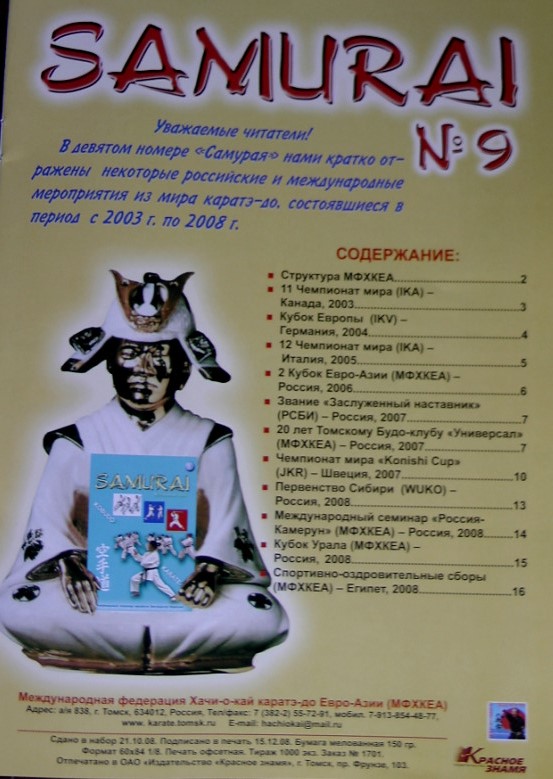 SAMURAI
№ 9
Уважаемые читатели!
В девятом номере «Самурая» нами кратко от-
ражены некоторые российские и международные
мероприятия из мира каратэ-до, состоявшиеся в
период с 2003 г. по 2008 г.
СОДЕРЖАНИЕ:
Структура МФХКЕА 2
11 Чемпионат мира (IKA) –
Канада, 2003 3
Кубок Европы (IKV) –
Германия, 2004 4
12 Чемпионат мира (IKA) –
Италия, 2005 5
2 Кубок Евро-Азии (МФХКЕА) –
Россия, 2006 6
Звание «Заслуженный наставник»
(РСБИ) – Россия, 2007 7
20 лет Томскому Будо-клубу «Универсал»
(МФХКЕА) – Россия, 2007 7
Чемпионат мира «Konishi Cup»
(JKR) – Швеция, 2007 10
Первенство Сибири (WUKO) –
Россия, 2008 13
Международный семинар «Россия-
Камерун» (МФХКЕА) – Россия, 2008 14
Кубок Урала (МФХКЕА) –
Россия, 2008 15
Спортивно-оздоровительные сборы
(МФХКЕА) – Египет, 2008 16
SAMURAI
KARATE
Международная федерация Хачи-о-кай каратэ-до Евро-Азии (МФХКЕА)
Адрес: а/я 838, г. Томск, 634012, Россия, Тел/факс: 7 (382-2) 55-72-91, мобил. 7-913-854-48-77,
www.karate.tomsk.ru E-mail: hachiokai@mail.ru
Сдано в набор 21.10.08. Подписано в печать 15.12.08. Бумага мелованная 150 гр.
Формат 60х84 1/8. Печать офсетная. Тираж 1000 экз. Заказ № 1701.
Отпечатано в ОАО «Издательство «Красное знамя», г. Томск, пр. Фрунзе, 103.
КРАСНОЕ
ЗНАМЯ